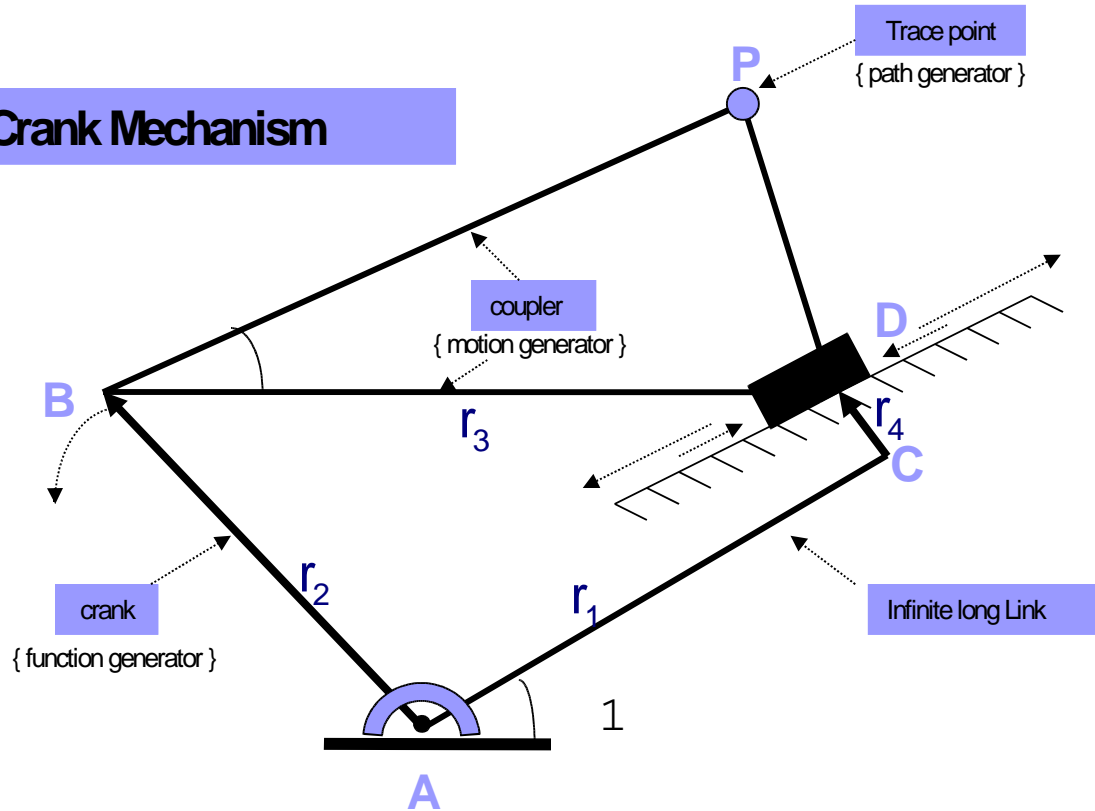 Trace point
P
{ path generator }
Crank Mechanism
coupler
D
{ motion generator }
B
r3
r4
C
r2
r1
crank
Infinite long Link
{ function generator }
1
A